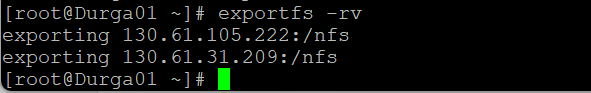 [root@Durga01 ~]# exportfs -rv
exporting 130.61.105.222:/nfs
exporting 130.61.31.209:/nfs
[root@Durga01 ~]#